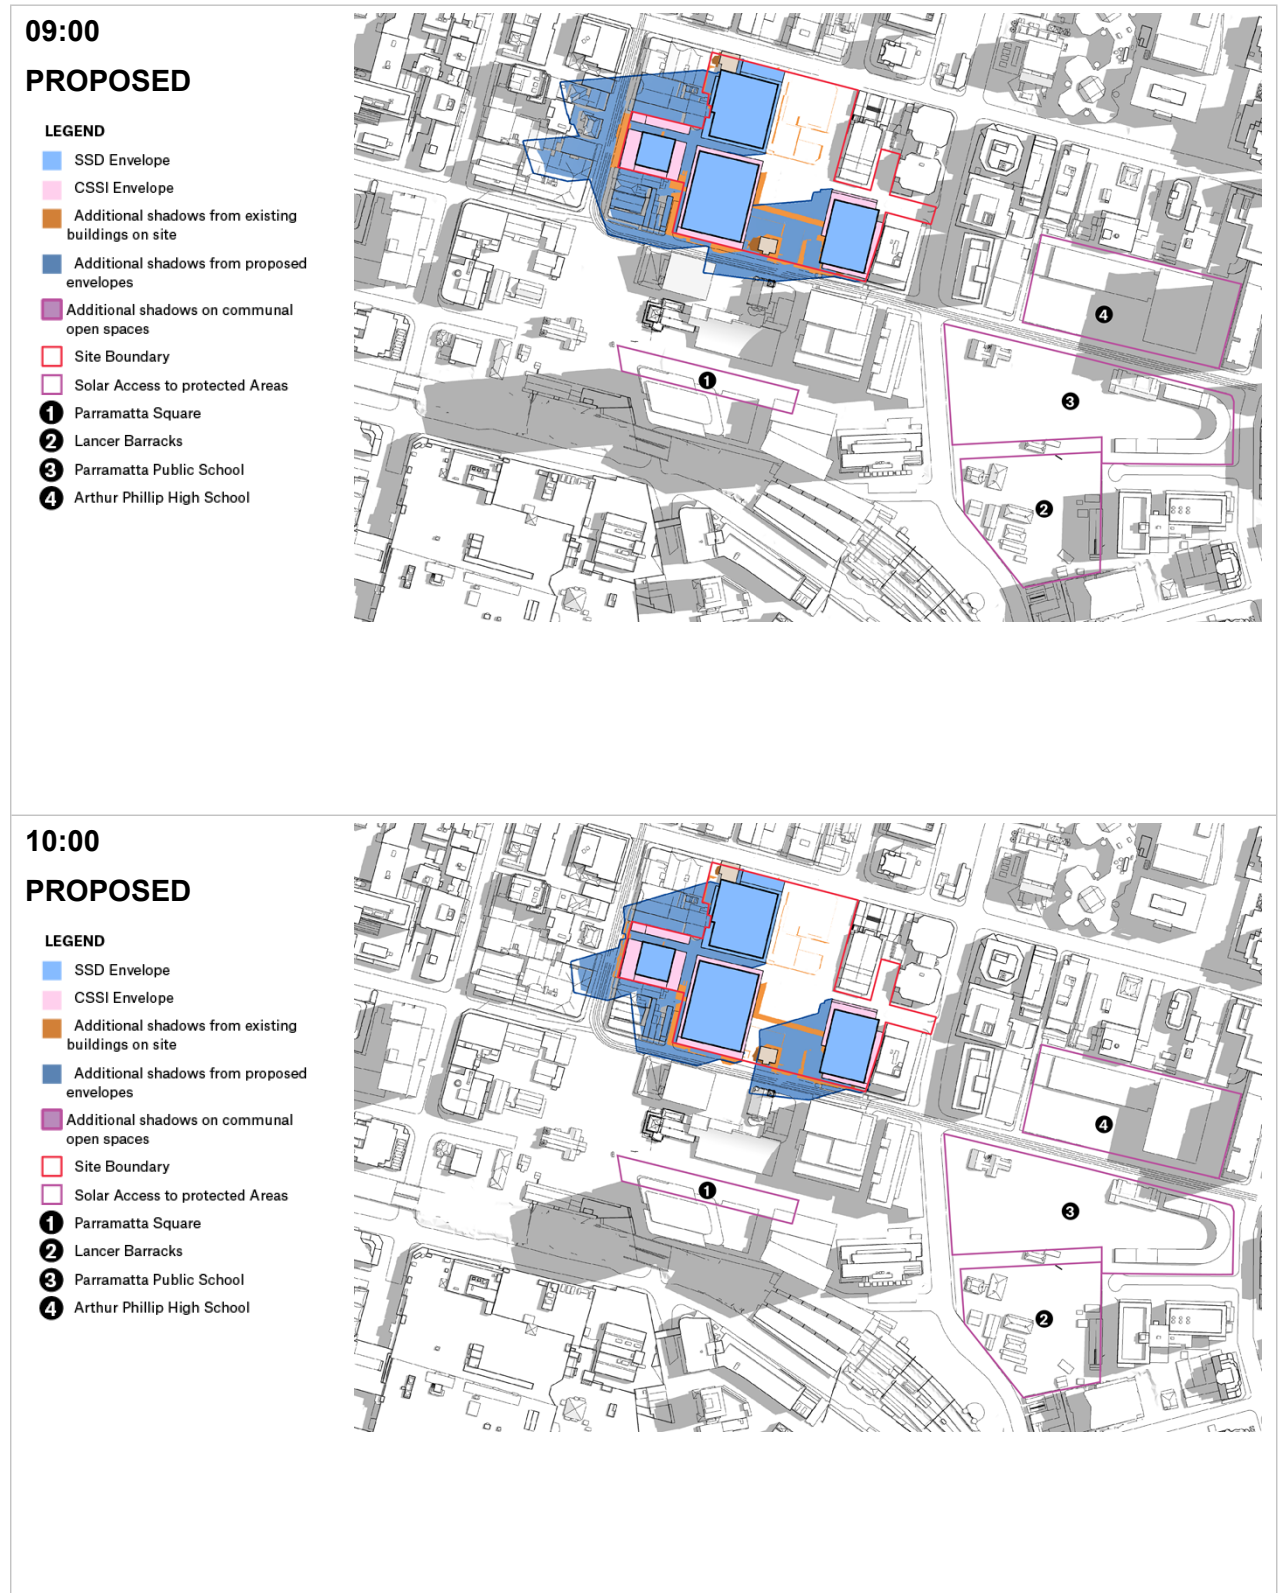 09:00
PROPOSED
LEGEND
SSD Envelope
CSSI Envelope
Additional shadows from existing
buildings on site
Additional shadows from proposed
envelopes
Additional shadows on communal
open spaces
Site Boundary
Solar Access to protected Areas
1 Parramatta Square
2 Lancer Barracks
3 Parramatta Public School
4 Arthur Phillip High School
4
1
3
2
10:00
PROPOSED
LEGEND
SSD Envelope
CSSI Envelope
Additional shadows from existing
buildings on site
Additional shadows from proposed
envelopes
Additional shadows on communal
open spaces
Site Boundary
Solar Access to protected Areas
1 Parramatta Square
2 Lancer Barracks
3 Parramatta Public School
4 Arthur Phillip High School
4
1
3
2